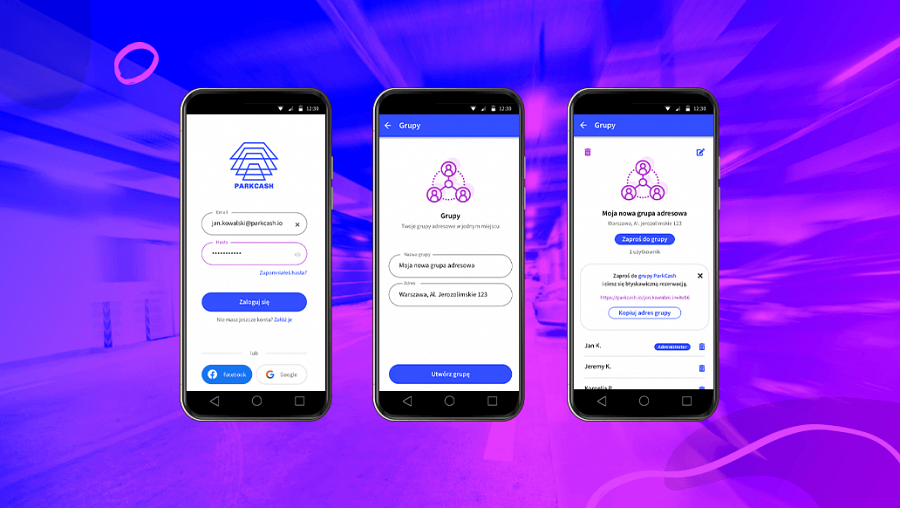 12:30
PARKCASH
Email
jan.kowalski@parkcash.io
Hasło
Zapomniałeś hasła?
Zaloguj się
Nie masz jeszcze konta? Załóż je
lub
Facebook
Google
12:30
Grupy
Grupy
Twoje grupy adresowe w jednym miejscu
Nazwa grupy
Moja nowa grupa adresowa
Adres
Warszawa, Al. Jerozolimskie 123
Utwórz grupę
12:30
Grupy
Moja nowa grupa adresowa
Warszawa, Al. Jerozolimskie 123
Zaproś do grupy
użytkownik
Zaproś do grupy ParkCash
i ciesz się błyskawiczną rezerwacją.
Kopiuj adres grupy
Jan K.
Administrator
Jeremy K.
Kornelia P.